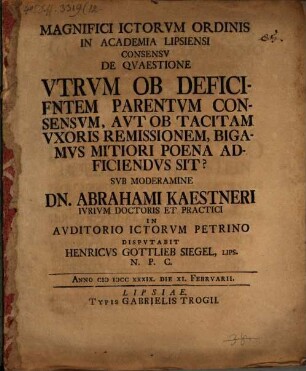 MAGNIFICI ICTORVM ORDINIS
IN ACADEMIA LIPSIENSI
CONSENSV
DE QVAESTIONE
VTRVM OB DEFICI-
ENTEM PARENTVM CON-
SENSVM, AVT OB TACITAM
VXORIS REMISSIONEM, BIGA-
MVS MITIORI POENA AD-
FICIENDVS SIT?
SVB MODERAMINE
DN. ABRAHAMI KAESTNERI
IVRIVM DOCTORIS ET PRACTICI
IN
AVDITORIO ICTORVM PETRINO
DISPVTABIT
HENRICVS GOTTLIEB SIEGEL, LIPS.
N. P. C.
ANNO CIƆ IƆCC XXXIX. DIE XI. FEBRVARII.
LIPSIAE,
TYPIS GABRIELIS TROGII.